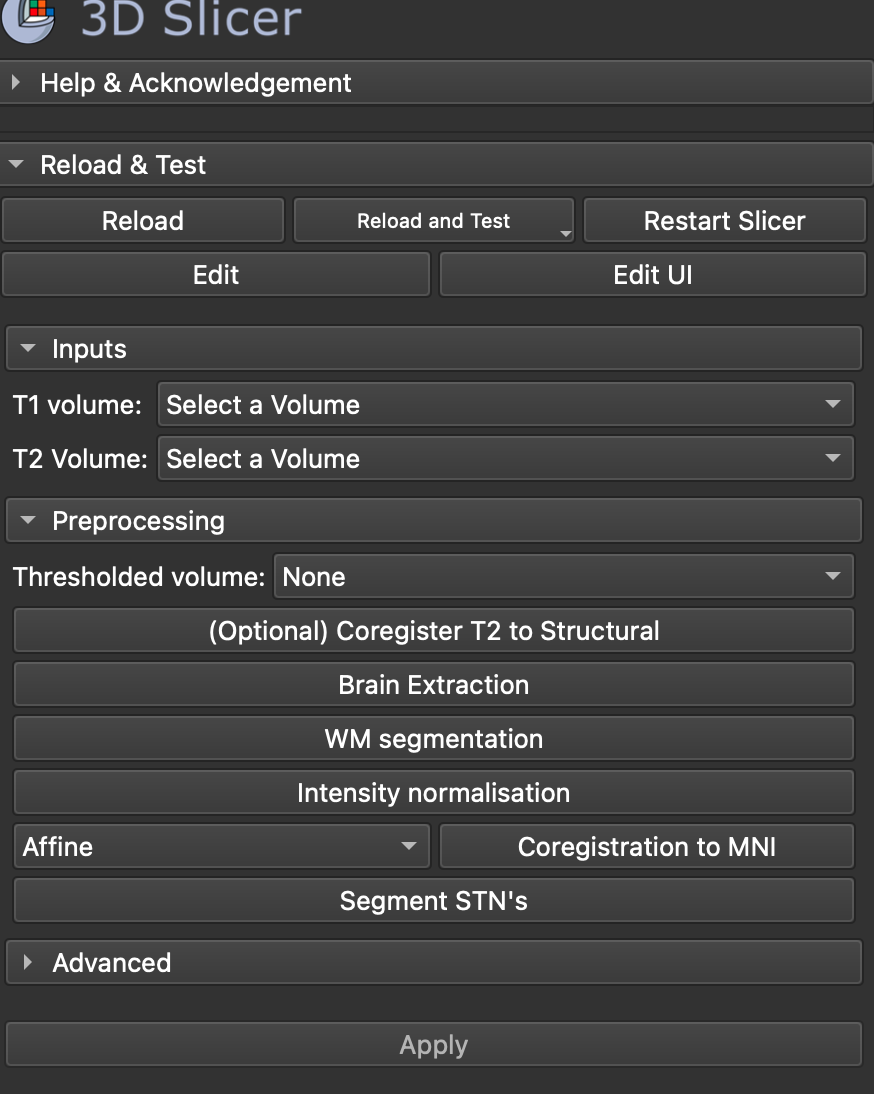 3D Slicer
Help & Acknowledgement
Reload & Test
Reload
Reload and Test
Restart Slicer
Edit
Edit UI
Inputs
T1 volume: Select a Volume
T2 Volume: Select a Volume
Preprocessing
Thresholded volume: None
(Optional) Coregister T2 to Structural
Brain Extraction
WM segmentation
Intensity normalisation
Affine
Coregistration to MNI
Segment STN's
Advanced
Apply